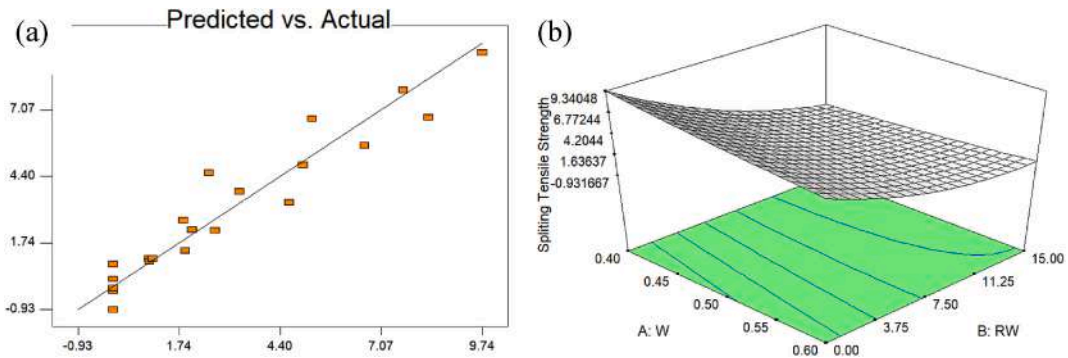 (a)
Predicted vs. Actual
7.07
4.40
1.74
-0.93
-0.93 1.74 4.40 7.07 9.74
(b)
Spliting Tensile Strength
9.34048
6.77244
4.2044
1.63637
-0.931667
0.40
0.45
0.50
0.55
0.60
A: W
15.00
11.25
7.50
3.75
0.00
B: RW